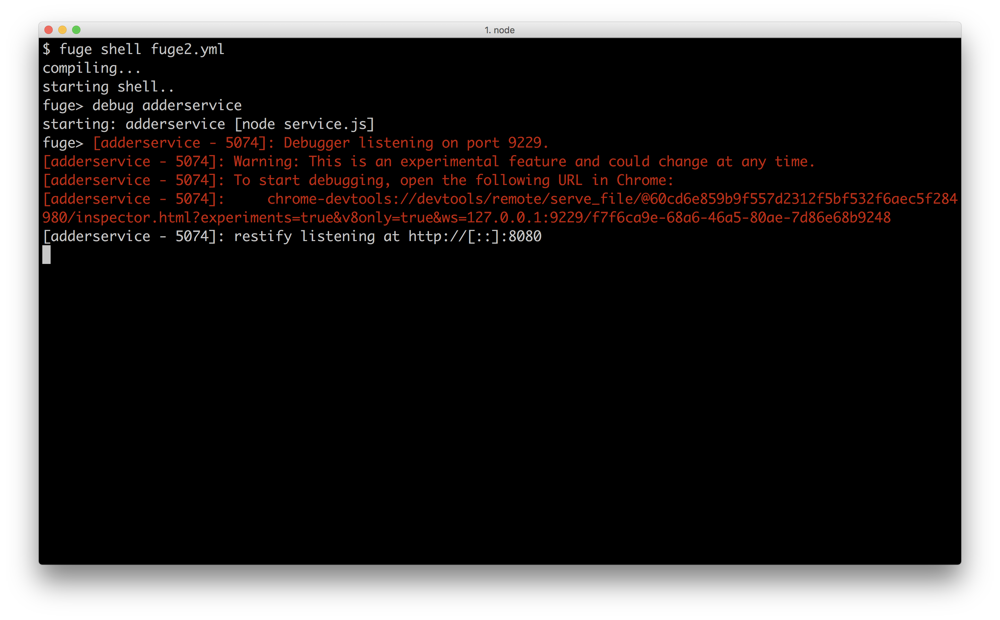 1. node
$ fuge shell fuge2.yml
compiling...
starting shell..
fuge> debug adderservice
starting: adderservice [node service.js]
fuge> [adderservice - 5074]: Debugger listening on port 9229.
[adderservice - 5074]: Warning: This is an experimental feature and could change at any time.
[adderservice - 5074]: To start debugging, open the following URL in Chrome:
[adderservice - 5074]:     chrome-devtools://devtools/remote/serve_file/@60cd6e859b9f557d2312f5bf532f6aec5f284
980/inspector.html?experiments=true&v8only=true&ws=127.0.0.1:9229/f7f6ca9e-68a6-46a5-80ae-7d86e68b9248
[adderservice - 5074]: restify listening at http://[::]:8080